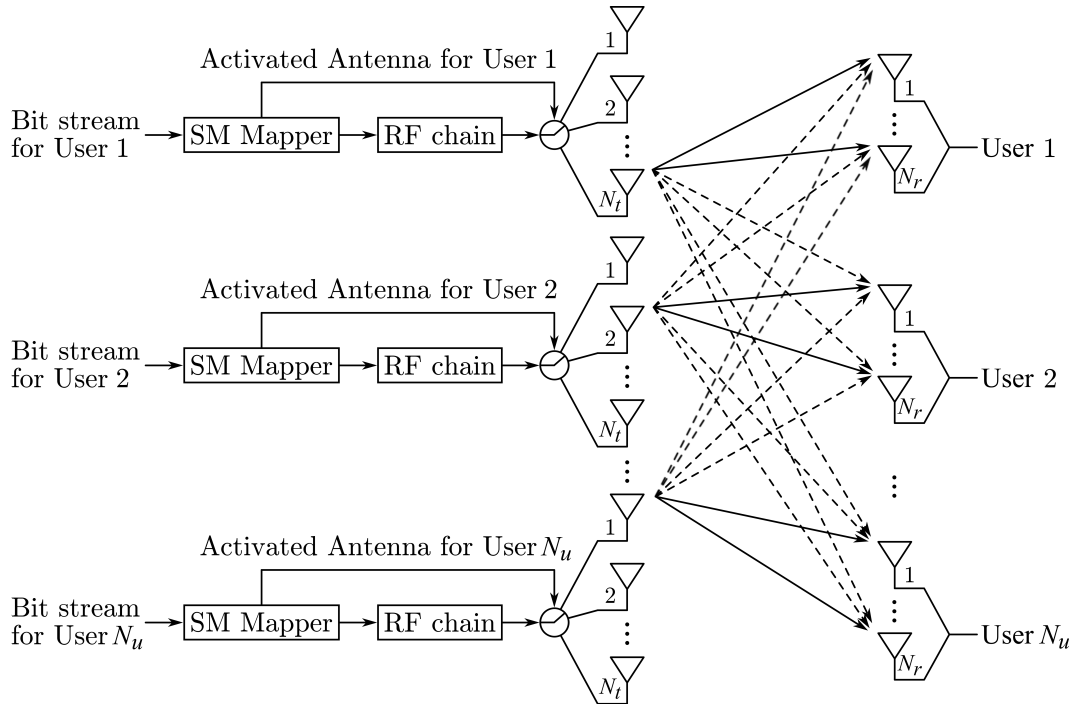 Activated Antenna for User 1
Bit stream
for User 1
SM Mapper
RF chain
1
2
⋮
N_t
1
⋮
N_r
User 1
Activated Antenna for User 2
Bit stream
for User 2
SM Mapper
RF chain
1
2
⋮
N_t
1
⋮
N_r
User 2
⋮
⋮
Activated Antenna for User N_u
Bit stream
for User N_u
SM Mapper
RF chain
1
2
⋮
N_t
1
⋮
N_r
User N_u